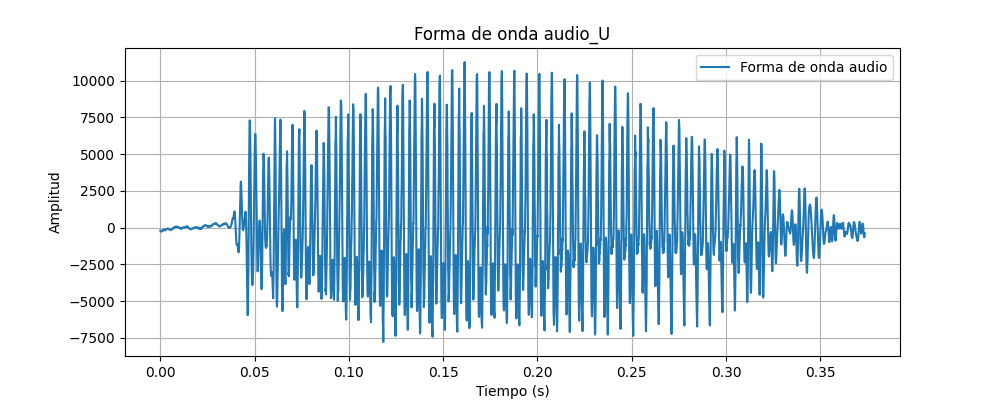 Forma de onda audio_U
Forma de onda audio
10000
7500
5000
2500
0
−2500
−5000
−7500
Amplitud
0.00 0.05 0.10 0.15 0.20 0.25 0.30 0.35
Tiempo (s)